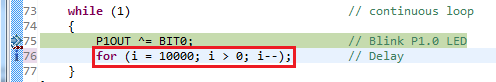 73 while (1) // continuous loop
74 {
75 P1OUT ^= BIT0; // Blink P1.0 LED
i 76 for (i = 10000; i > 0; i--); // Delay
77 }